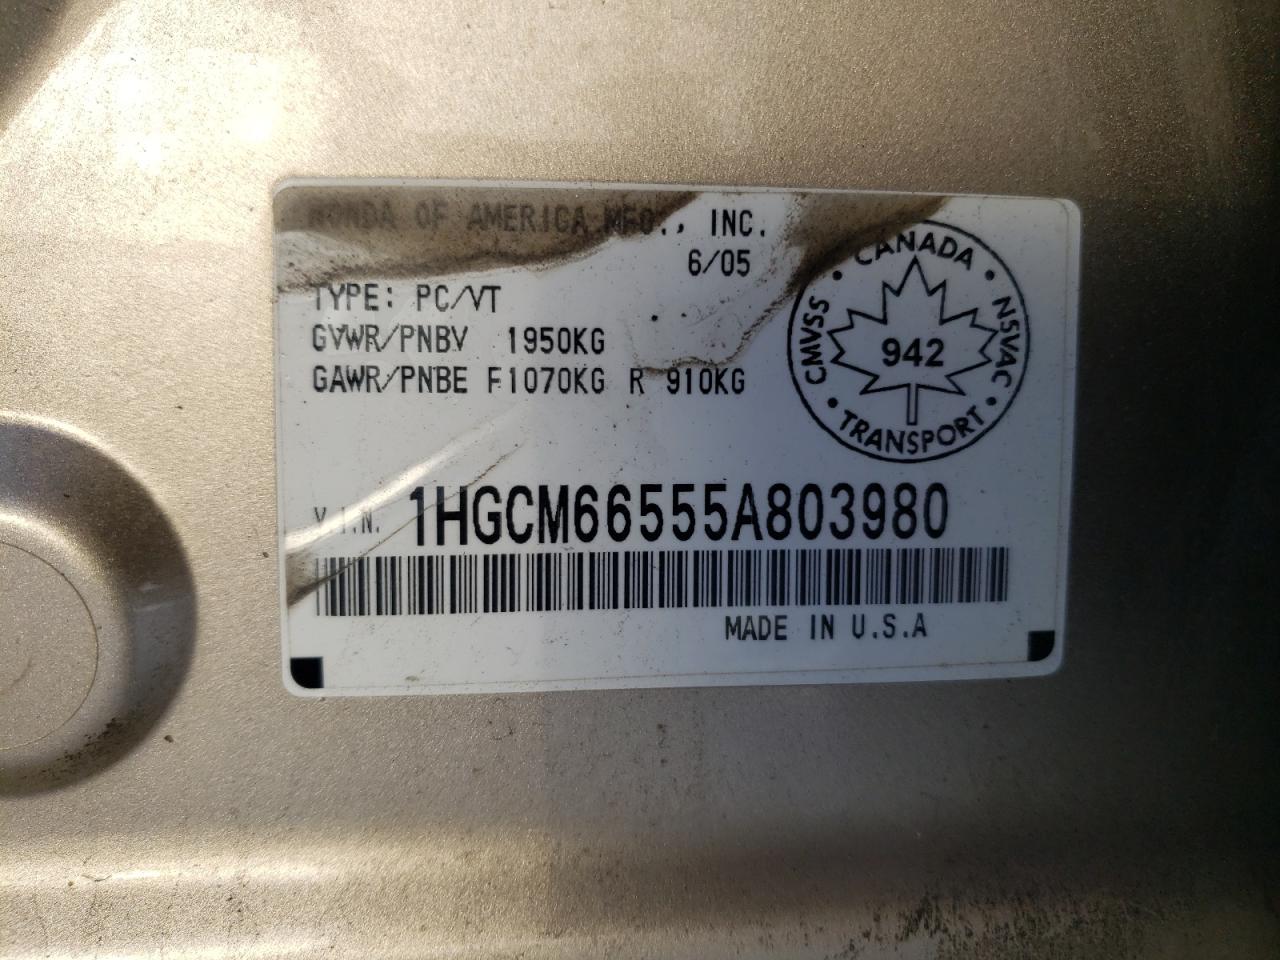 HONDA OF AMERICA MFG., INC.
6/05
TYPE: PC/VT
GVWR/PNBV 1950KG
GAWR/PNBE F1070KG R 910KG
CANADA
CMVSS
NSVAC
942
TRANSPORT
V.I.N. 1HGCM66555A803980
MADE IN U.S.A